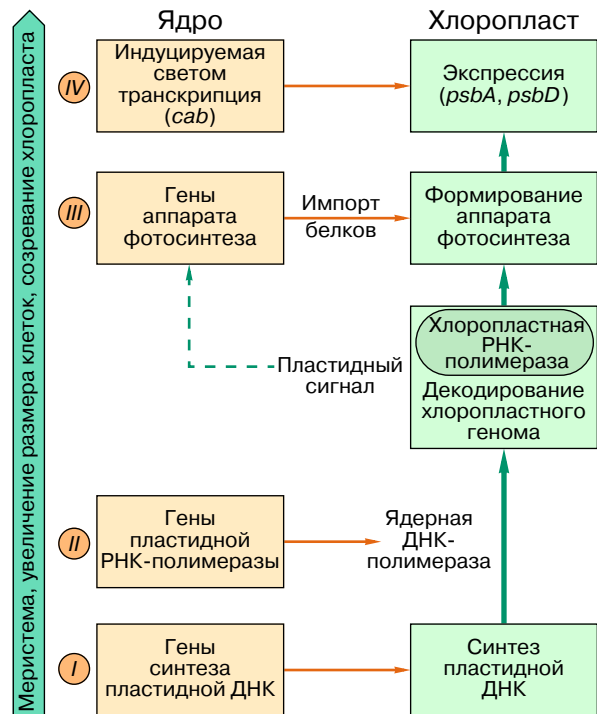 Ядро
Хлоропласт
Меристема, увеличение размера клеток, созревание хлоропласта
IV
Индуцируемая
светом
транскрипция
(cab)
Экспрессия
(psbA, psbD)
III
Гены
аппарата
фотосинтеза
Импорт
белков
Формирование
аппарата
фотосинтеза
Пластидный
сигнал
Хлоропластная
РНК-
полимераза
Декодирование
хлоропластного
генома
II
Гены
пластидной
РНК-полимеразы
Ядерная
ДНК-
полимераза
I
Гены
синтеза
пластидной ДНК
Синтез
пластидной
ДНК